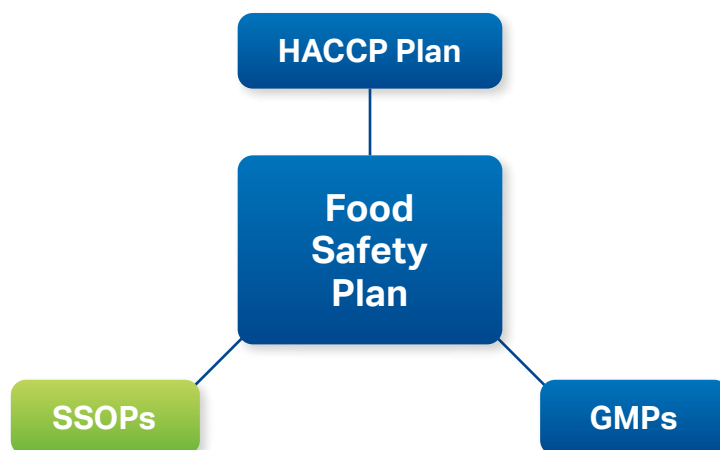 HACCP Plan
Food
Safety
Plan
SSOPs
GMPs